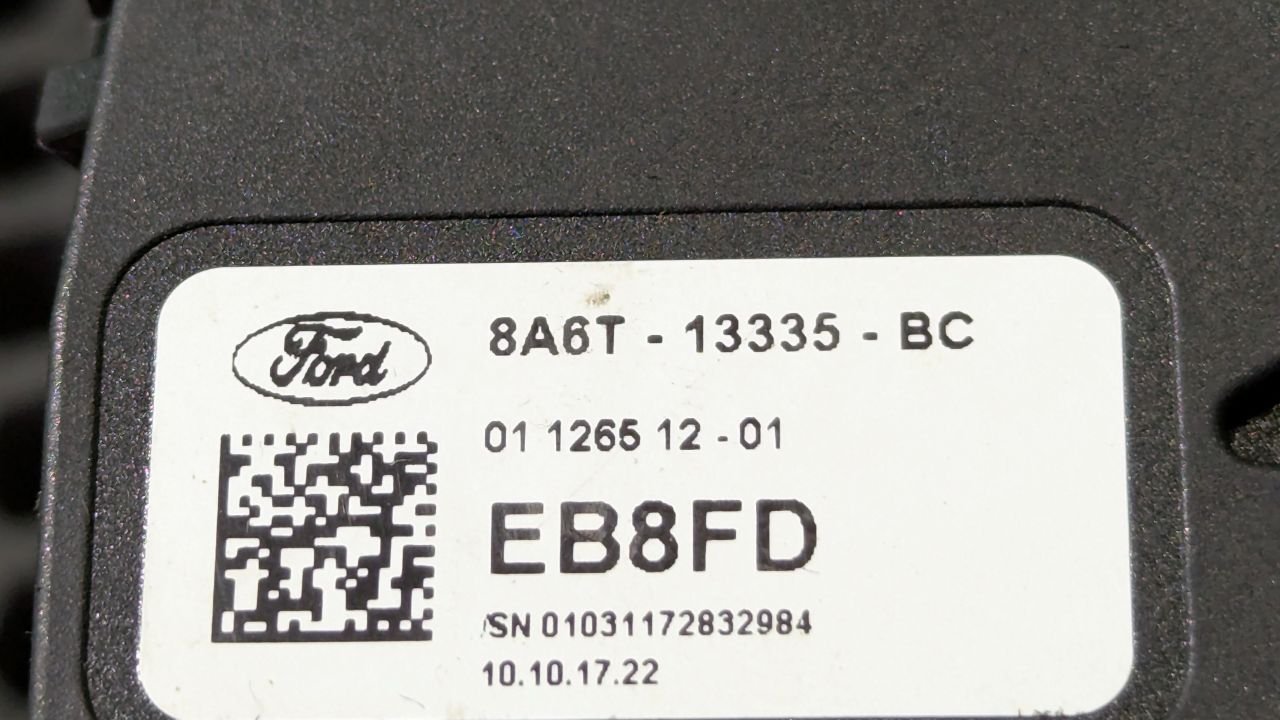 Ford
8A6T - 13335 - BC
01 1265 12 - 01
EB8FD
/SN 01031172832984
10.10.17.22